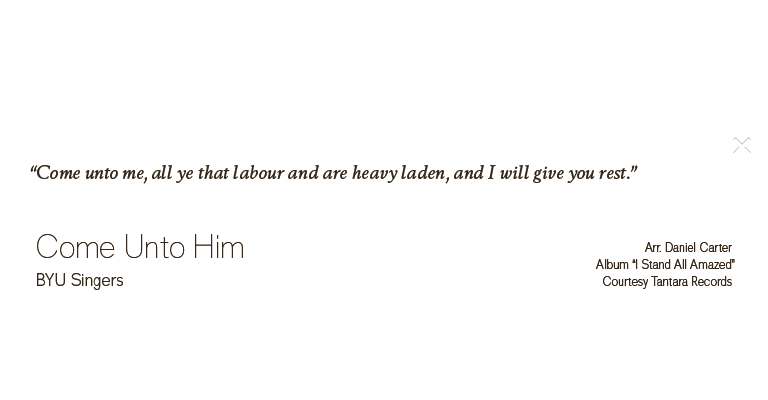 “Come unto me, all ye that labour and are heavy laden, and I will give you rest.”
Come Unto Him
BYU Singers
Arr. Daniel Carter
Album “I Stand All Amazed”
Courtesy Tantara Records